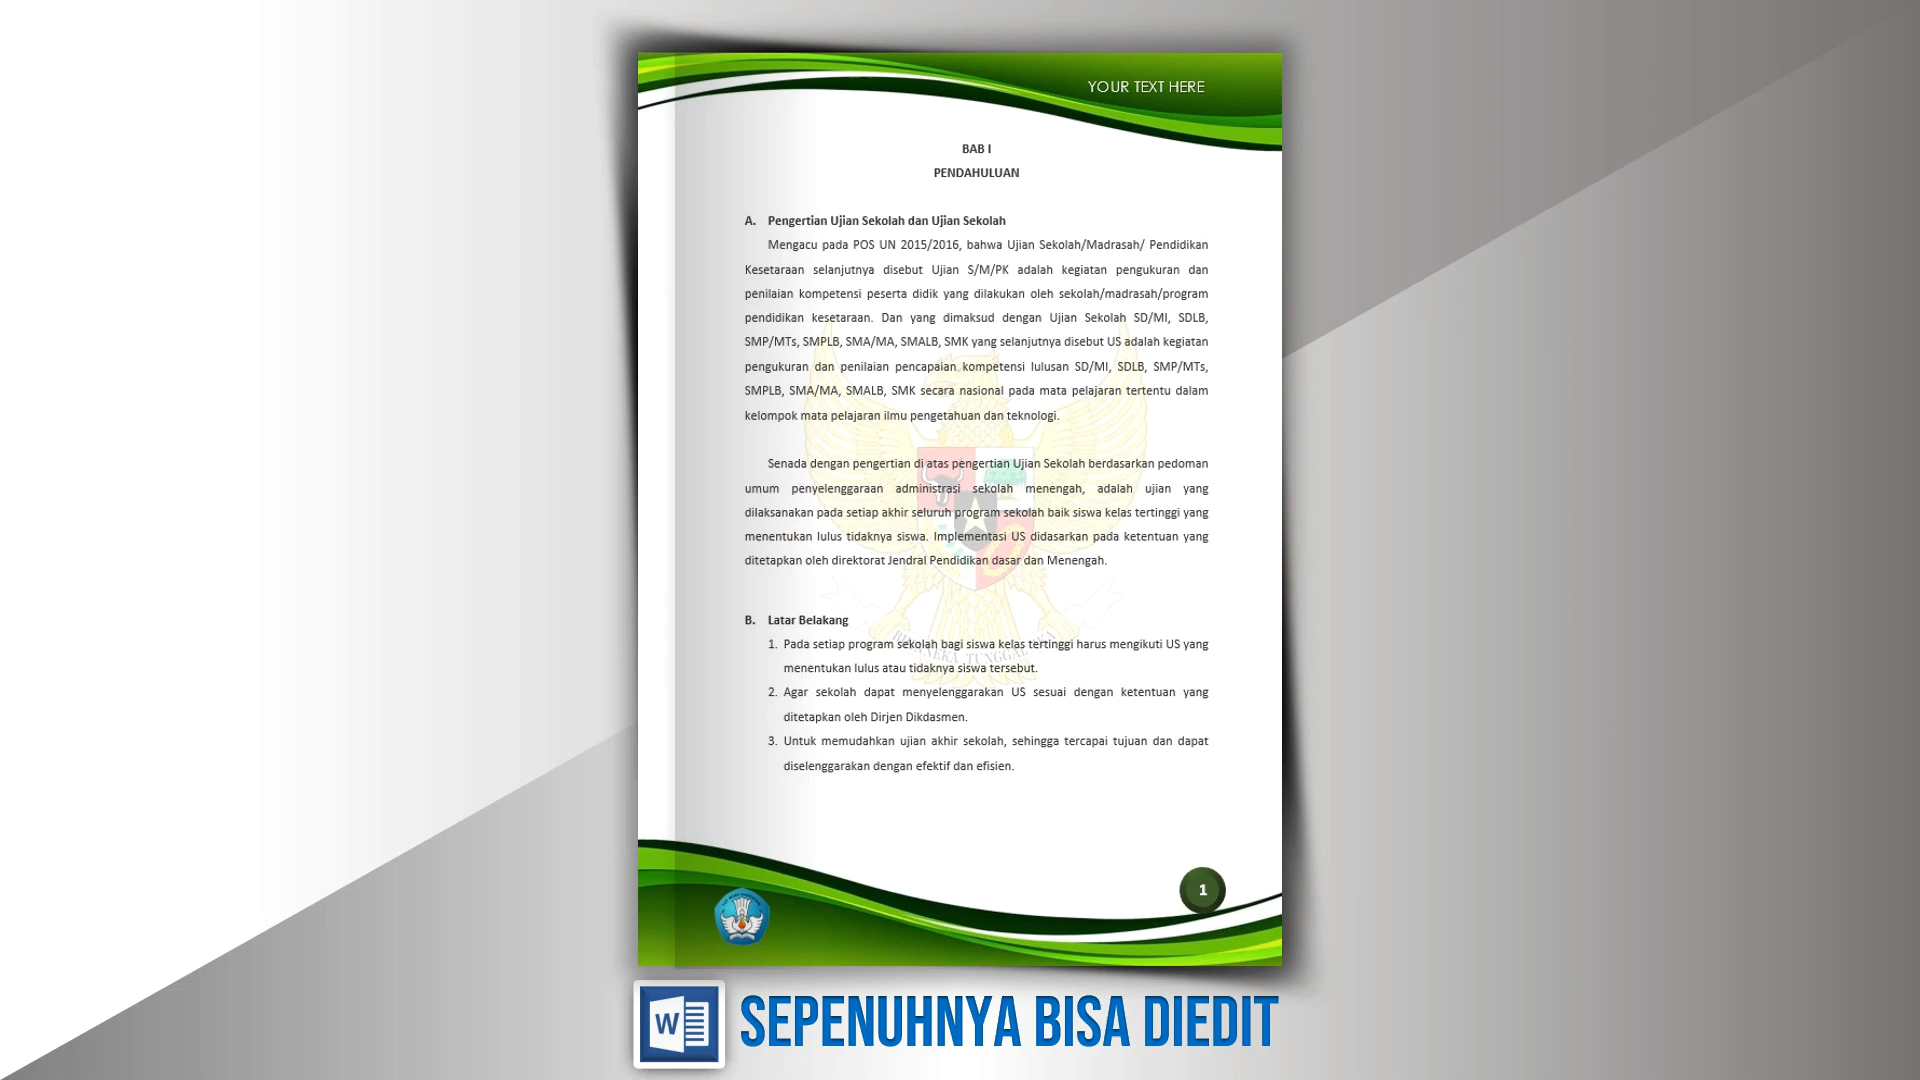 YOUR TEXT HERE
BAB I
PENDAHULUAN
A. Pengertian Ujian Sekolah dan Ujian Sekolah
Mengacu pada POS UN 2015/2016, bahwa Ujian Sekolah/Madrasah/ Pendidikan
Kesetaraan selanjutnya disebut Ujian S/M/PK adalah kegiatan pengukuran dan
penilaian kompetensi peserta didik yang dilakukan oleh sekolah/madrasah/program
pendidikan kesetaraan. Dan yang dimaksud dengan Ujian Sekolah SD/MI, SDLB,
SMP/MTs, SMPLB, SMA/MA, SMALB, SMK yang selanjutnya disebut US adalah kegiatan
pengukuran dan penilaian pencapaian kompetensi lulusan SD/MI, SDLB, SMP/MTs,
SMPLB, SMA/MA, SMALB, SMK secara nasional pada mata pelajaran tertentu dalam
kelompok mata pelajaran ilmu pengetahuan dan teknologi.
Senada dengan pengertian di atas pengertian Ujian Sekolah berdasarkan pedoman
umum penyelenggaraan administrasi sekolah menengah, adalah ujian yang
dilaksanakan pada setiap akhir seluruh program sekolah baik siswa kelas tertinggi yang
menentukan lulus tidaknya siswa. Implementasi US didasarkan pada ketentuan yang
ditetapkan oleh direktorat Jendral Pendidikan dasar dan Menengah.
B. Latar Belakang
1. Pada setiap program sekolah bagi siswa kelas tertinggi harus mengikuti US yang
menentukan lulus atau tidaknya siswa tersebut.
2. Agar sekolah dapat menyelenggarakan US sesuai dengan ketentuan yang
ditetapkan oleh Dirjen Dikdasmen.
3. Untuk memudahkan ujian akhir sekolah, sehingga tercapai tujuan dan dapat
diselenggarakan dengan efektif dan efisien.
1
W
SEPENUHNYA BISA DIEDIT